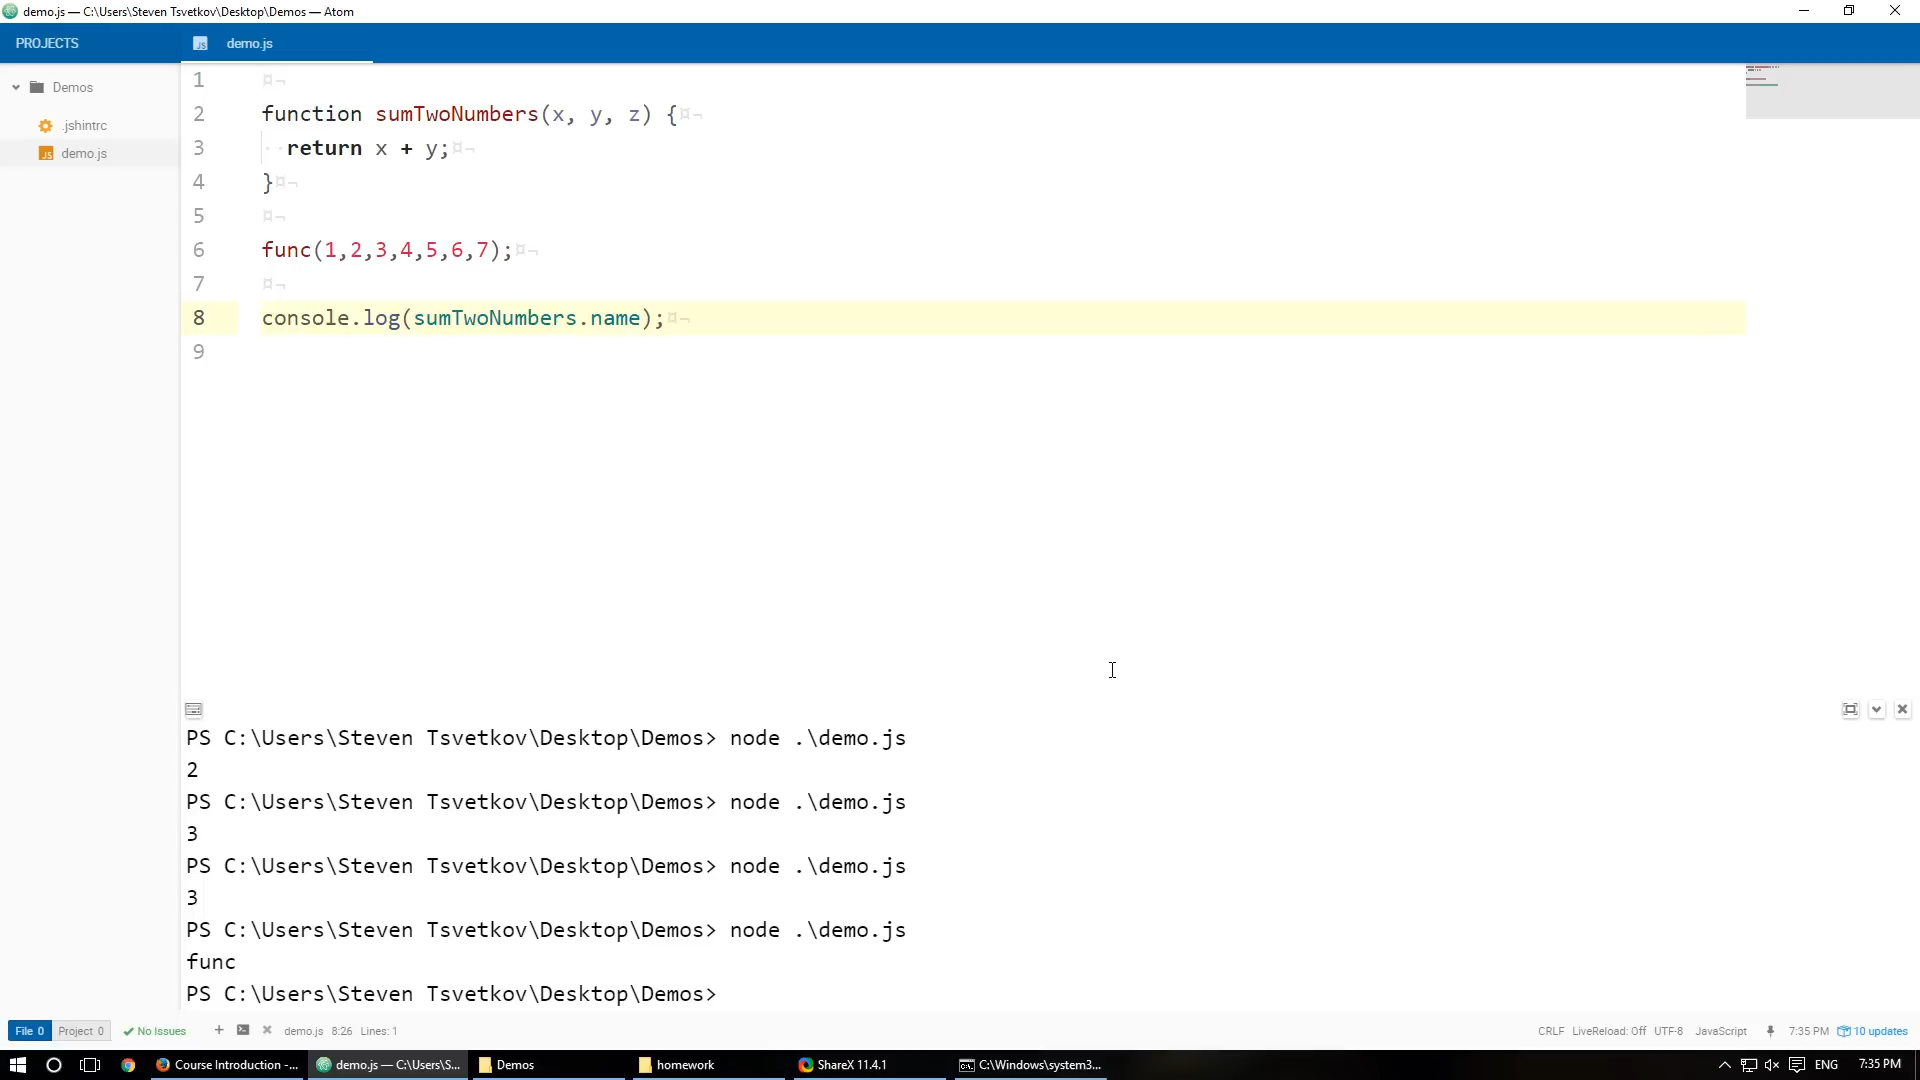 demo.js — C:\Users\Steven Tsvetkov\Desktop\Demos — Atom
PROJECTS
demo.js
Demos
.jshintrc
demo.js
1
2 function sumTwoNumbers(x, y, z) {
3 return x + y;
4 }
5
6 func(1,2,3,4,5,6,7);
7
8 console.log(sumTwoNumbers.name);
9
PS C:\Users\Steven Tsvetkov\Desktop\Demos> node .\demo.js
2
PS C:\Users\Steven Tsvetkov\Desktop\Demos> node .\demo.js
3
PS C:\Users\Steven Tsvetkov\Desktop\Demos> node .\demo.js
3
PS C:\Users\Steven Tsvetkov\Desktop\Demos> node .\demo.js
func
PS C:\Users\Steven Tsvetkov\Desktop\Demos>
File 0 Project 0 No Issues demo.js 8:26 Lines: 1 CRLF LiveReload: Off UTF-8 JavaScript 7:35 PM 10 updates
Course Introduction -... demo.js — C:\Users\S... Demos homework ShareX 11.4.1 C:\Windows\system3... ENG 7:35 PM